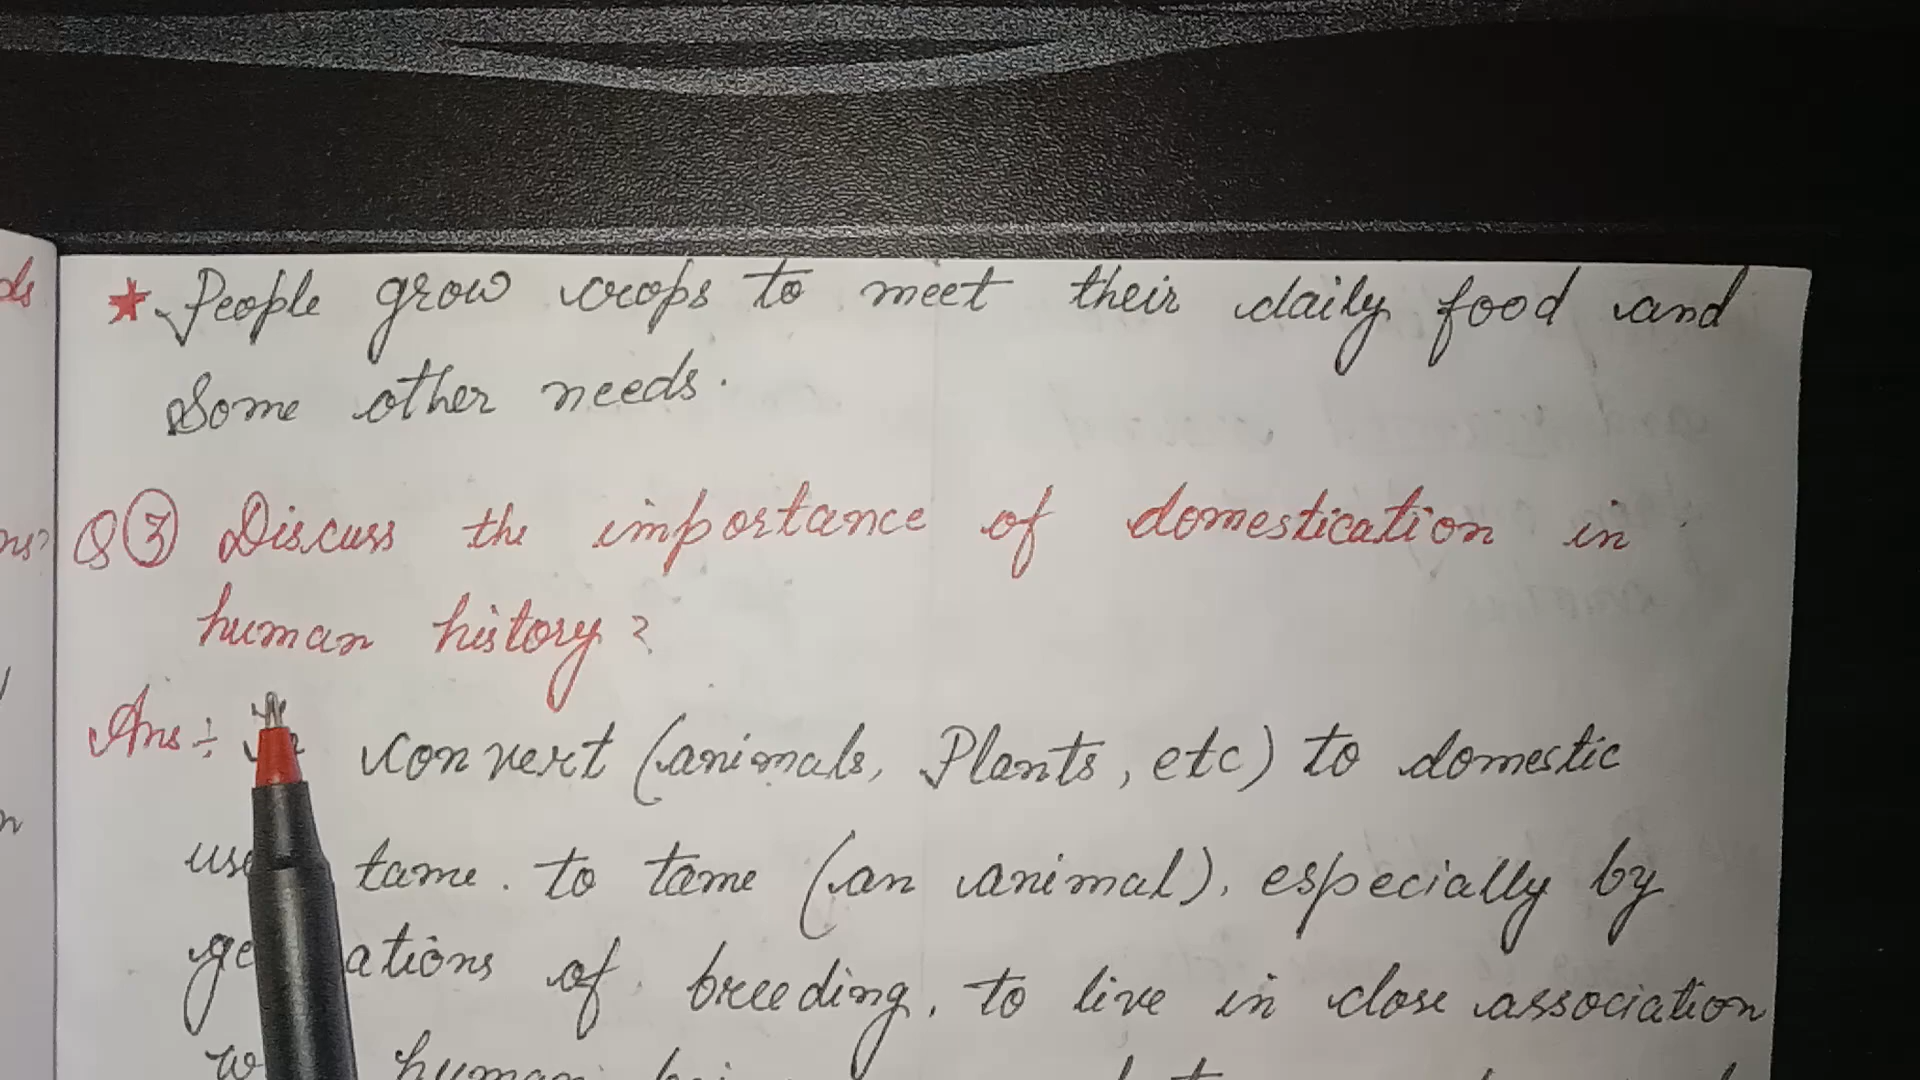 ds
★ People grow crops to meet their daily food and
Some other needs.
Q③ Discuss the importance of domestication in
human history?
Ans÷ convert (animals, Plants, etc) to domestic
tame. to tame (an animal), especially by
of breeding, to live in close association
human